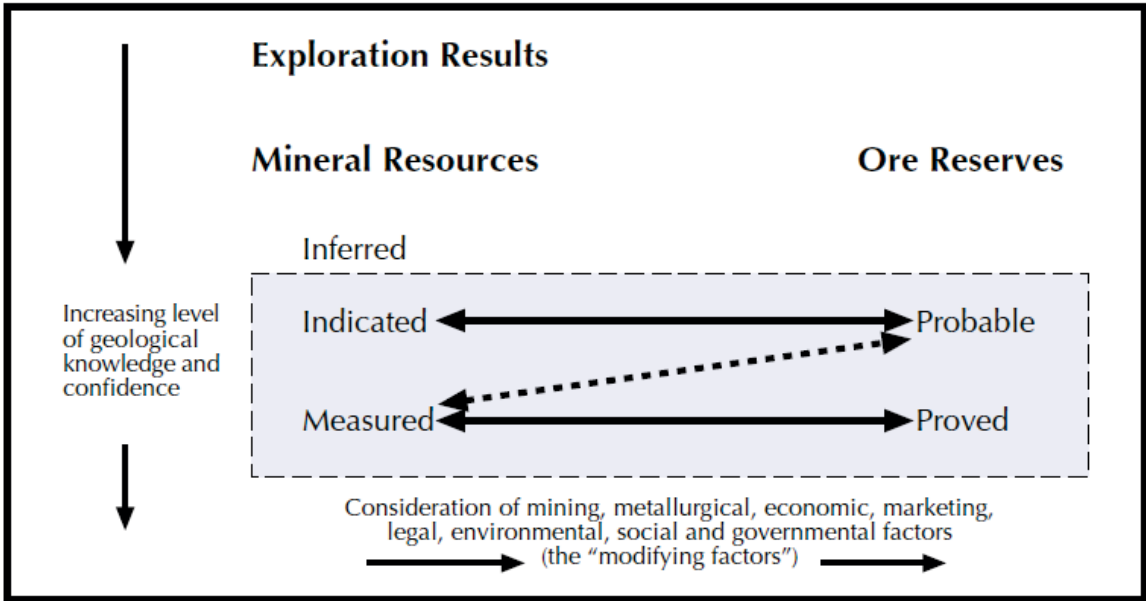 Exploration Results
Mineral Resources
Ore Reserves
Inferred
Increasing level
of geological
knowledge and
confidence
Indicated
Probable
Measured
Proved
Consideration of mining, metallurgical, economic, marketing,
legal, environmental, social and governmental factors
(the “modifying factors”)